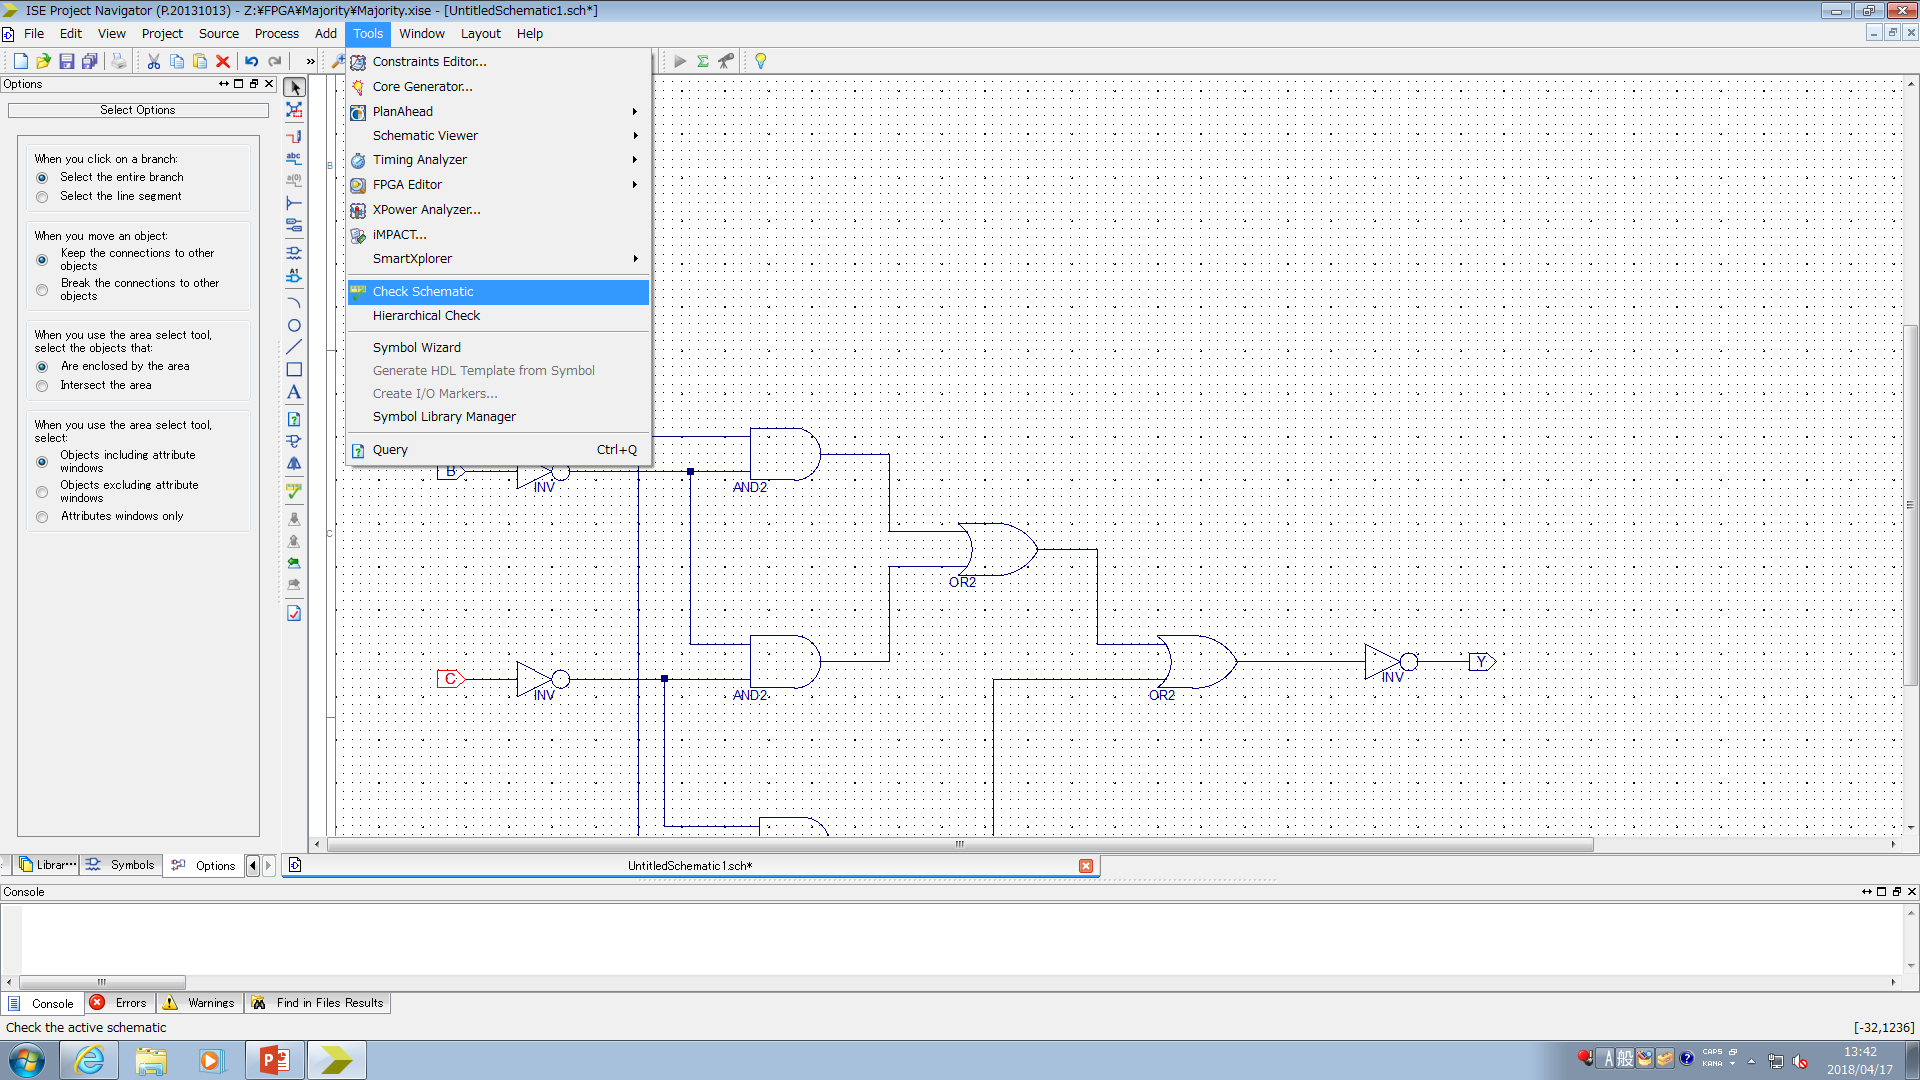 ISE Project Navigator (P.20131013) - Z:¥FPGA¥Majority¥Majority.xise - [UntitledSchematic1.sch*]
File Edit View Project Source Process Add Tools Window Layout Help
»
Options
Select Options
When you click on a branch:
Select the entire branch
Select the line segment
When you move an object:
Keep the connections to other
objects
Break the connections to other
objects
When you use the area select tool,
select the objects that:
Are enclosed by the area
Intersect the area
When you use the area select tool,
select:
Objects including attribute
windows
Objects excluding attribute
windows
Attributes windows only
Constraints Editor...
Core Generator...
PlanAhead
Schematic Viewer
Timing Analyzer
FPGA Editor
XPower Analyzer...
iMPACT...
SmartXplorer
Check Schematic
Hierarchical Check
Symbol Wizard
Generate HDL Template from Symbol
Create I/O Markers...
Symbol Library Manager
Query Ctrl+Q
abc
a(0)
A1
A
B
C
B
INV
AND2
OR2
C
INV
AND2
OR2
INV
Y
Librar··· Symbols Options
UntitledSchematic1.sch*
Console
Console Errors Warnings Find in Files Results
Check the active schematic
[-32,1236]
A 般
CAPS
KANA
13:42
2018/04/17